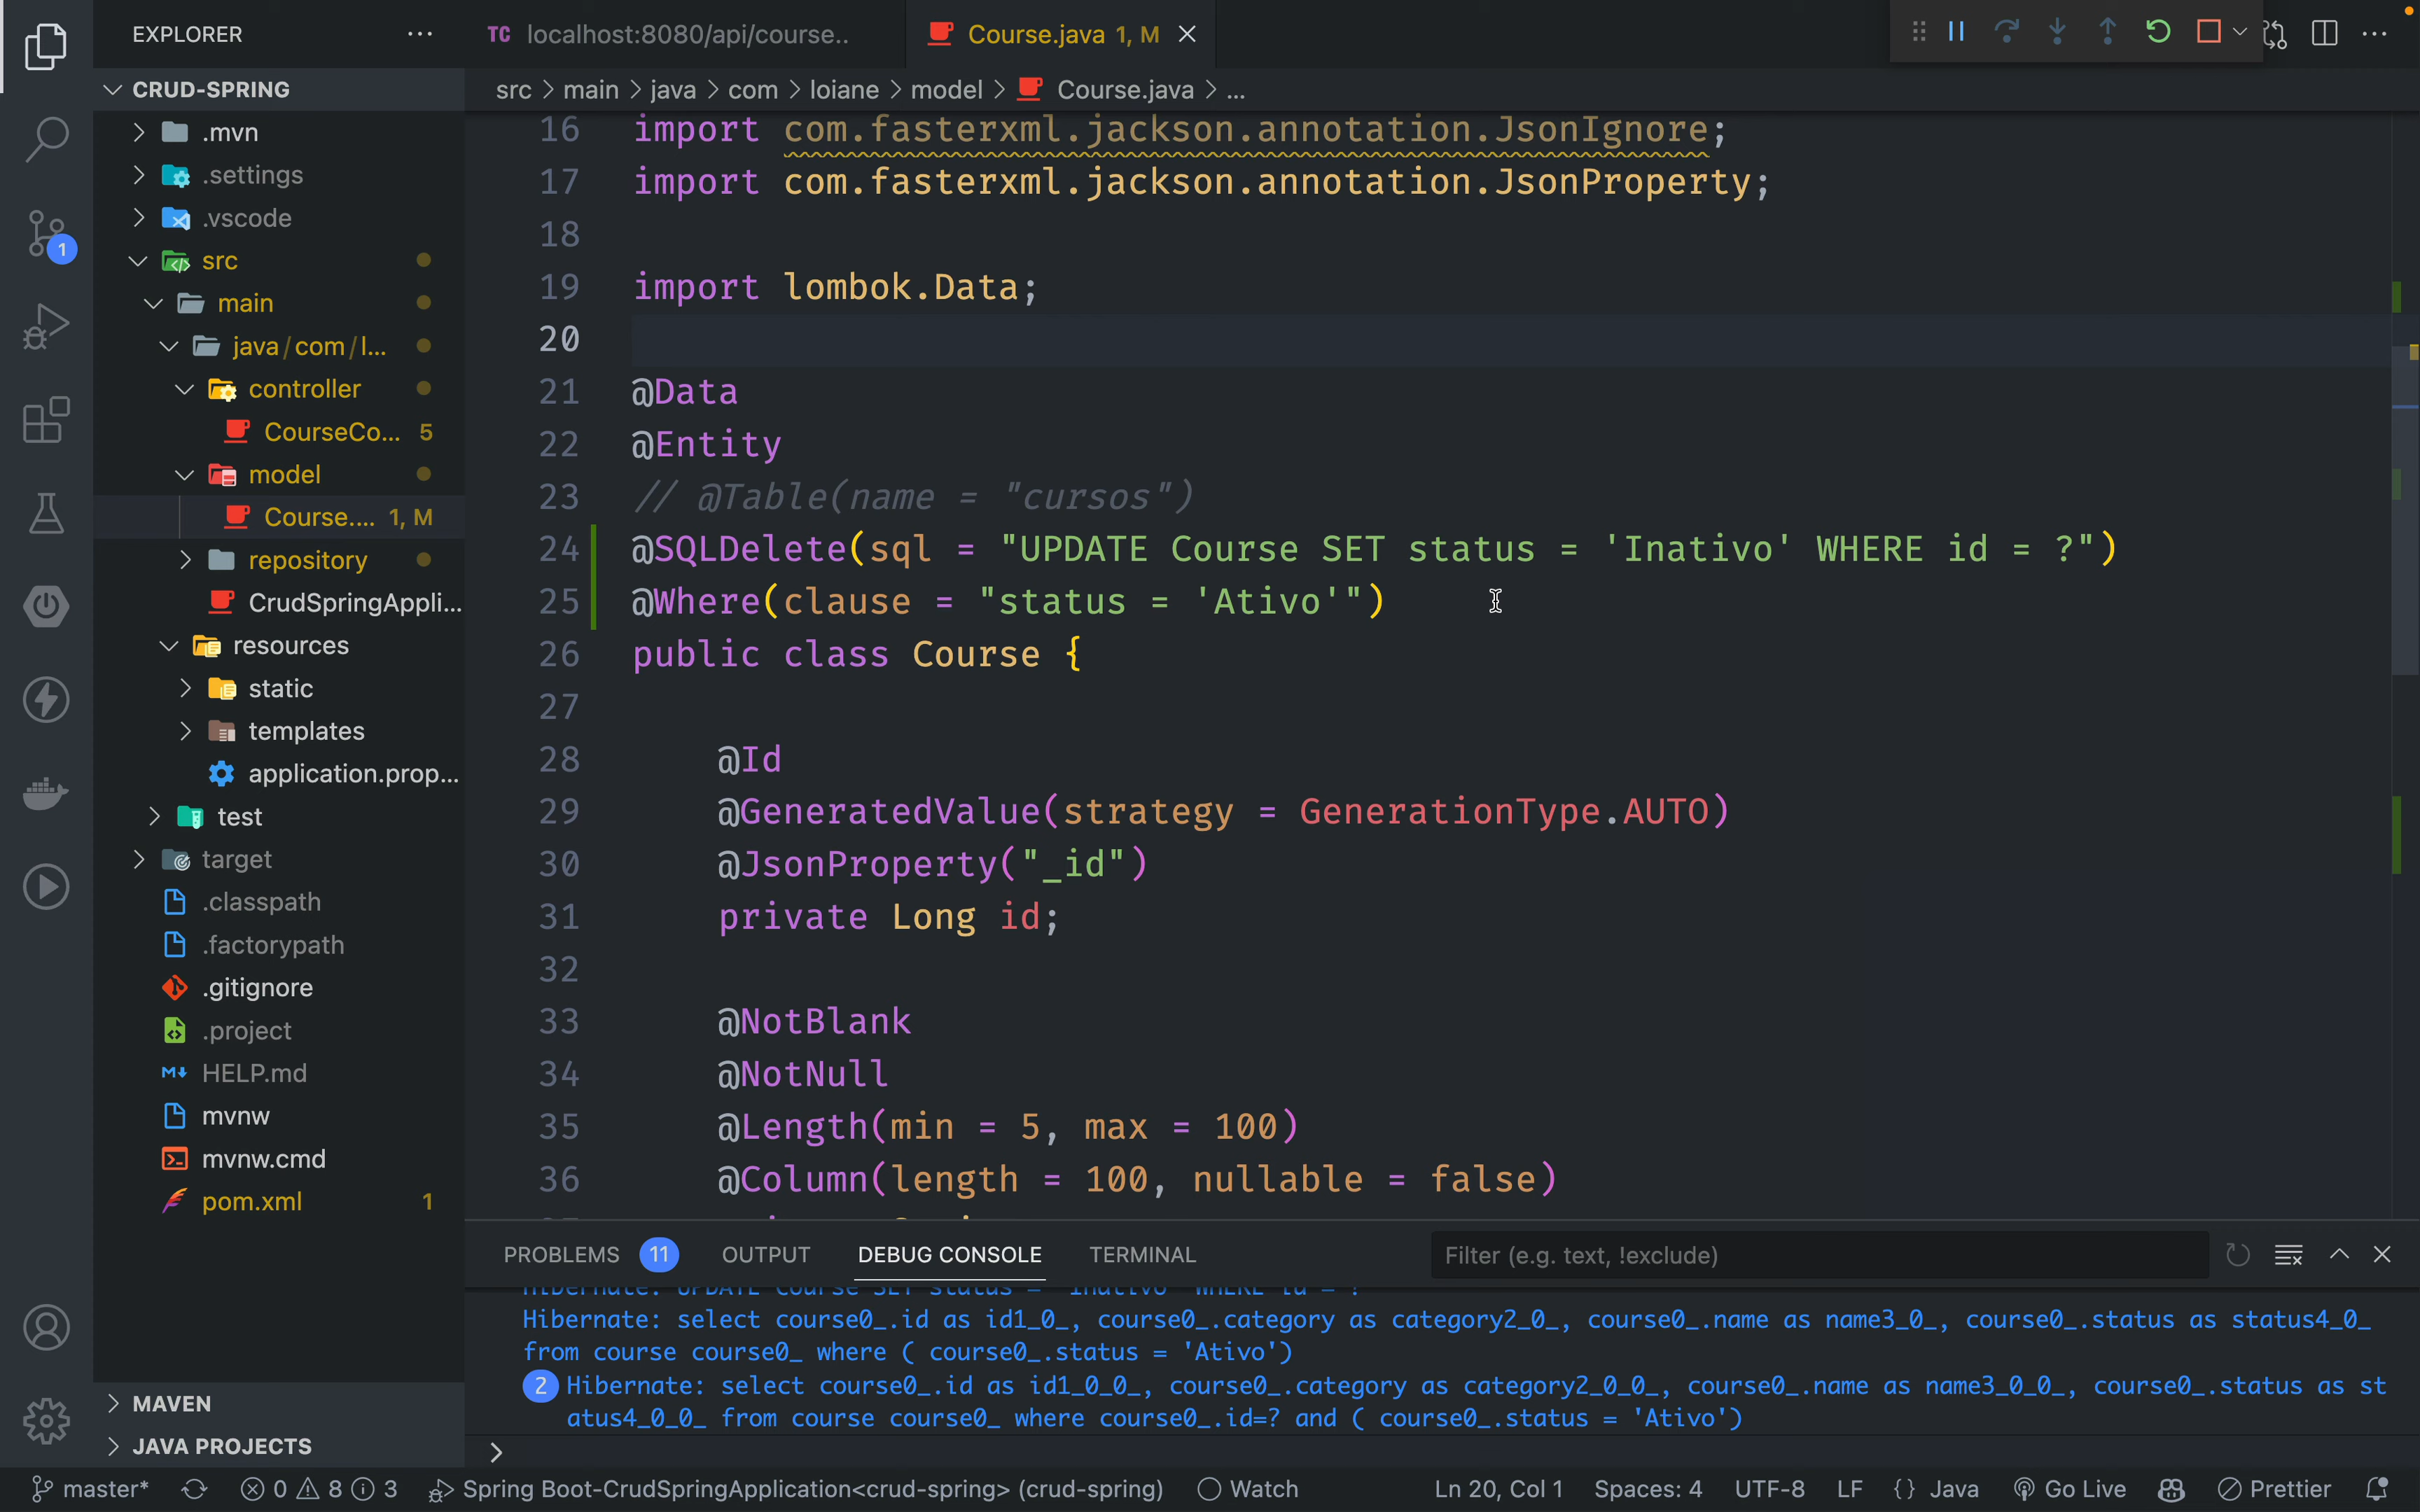 EXPLORER
TC localhost:8080/api/course..
Course.java 1, M
CRUD-SPRING
src > main > java > com > loiane > model > Course.java > ...
.mvn
.settings
.vscode
src
main
java/com/l...
controller
CourseCo... 5
model
Course.... 1, M
repository
CrudSpringAppli...
resources
static
templates
application.prop...
test
target
.classpath
.factorypath
.gitignore
.project
HELP.md
mvnw
mvnw.cmd
pom.xml 1
MAVEN
JAVA PROJECTS
1
16 import com.fasterxml.jackson.annotation.JsonIgnore;
17 import com.fasterxml.jackson.annotation.JsonProperty;
18
19 import lombok.Data;
20
21 @Data
22 @Entity
23 // @Table(name = "cursos")
24 @SQLDelete(sql = "UPDATE Course SET status = 'Inativo' WHERE id = ?")
25 @Where(clause = "status = 'Ativo'")
26 public class Course {
27
28 @Id
29 @GeneratedValue(strategy = GenerationType.AUTO)
30 @JsonProperty("_id")
31 private Long id;
32
33 @NotBlank
34 @NotNull
35 @Length(min = 5, max = 100)
36 @Column(length = 100, nullable = false)
PROBLEMS 11 OUTPUT DEBUG CONSOLE TERMINAL Filter (e.g. text, !exclude)
Hibernate: UPDATE Course SET status = 'Inativo' WHERE id = ?
Hibernate: select course0_.id as id1_0_, course0_.category as category2_0_, course0_.name as name3_0_, course0_.status as status4_0_
from course course0_ where ( course0_.status = 'Ativo')
2 Hibernate: select course0_.id as id1_0_0_, course0_.category as category2_0_0_, course0_.name as name3_0_0_, course0_.status as st
atus4_0_0_ from course course0_ where course0_.id=? and ( course0_.status = 'Ativo')
master* 0 8 3 Spring Boot-CrudSpringApplication<crud-spring> (crud-spring) Watch Ln 20, Col 1 Spaces: 4 UTF-8 LF {} Java Go Live Prettier